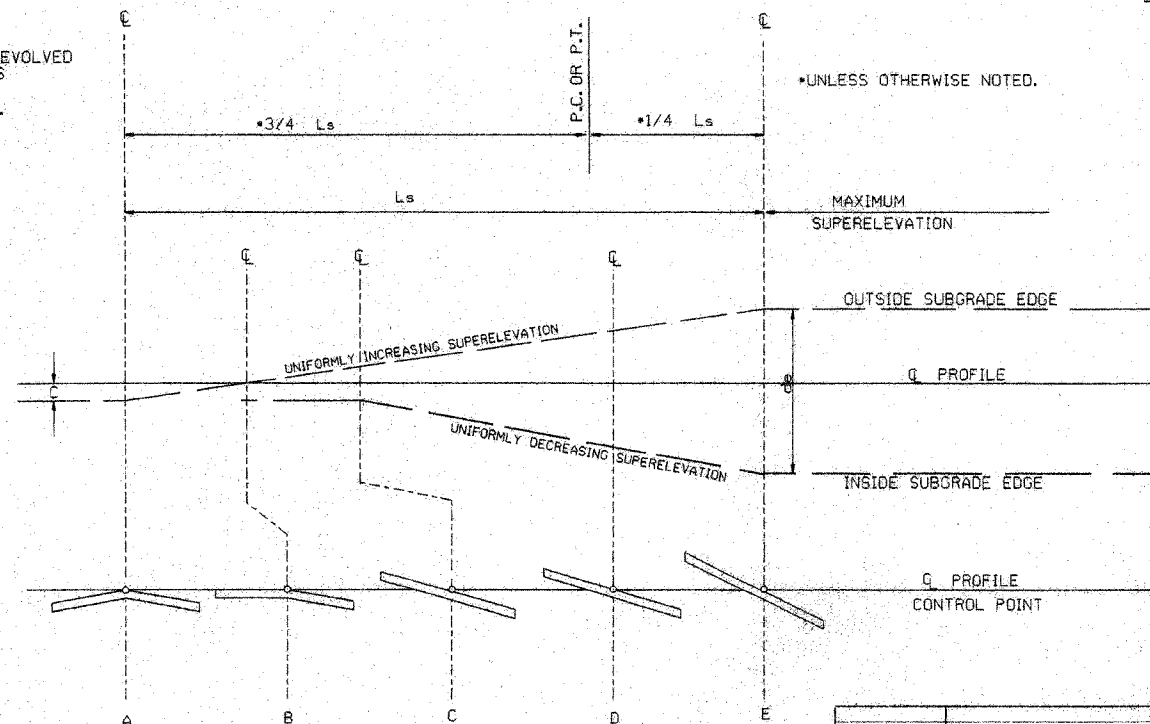 ℄
℄
EVOLVED
S
.
P.C. OR P.T.
*UNLESS OTHERWISE NOTED.
*3/4 Ls
*1/4 Ls
Ls
MAXIMUM
SUPERELEVATION
℄
℄
℄
OUTSIDE SUBGRADE EDGE
UNIFORMLY INCREASING SUPERELEVATION
C
℄ PROFILE
UNIFORMLY DECREASING SUPERELEVATION
INSIDE SUBGRADE EDGE
℄ PROFILE
CONTROL POINT
A
B
C
D
E